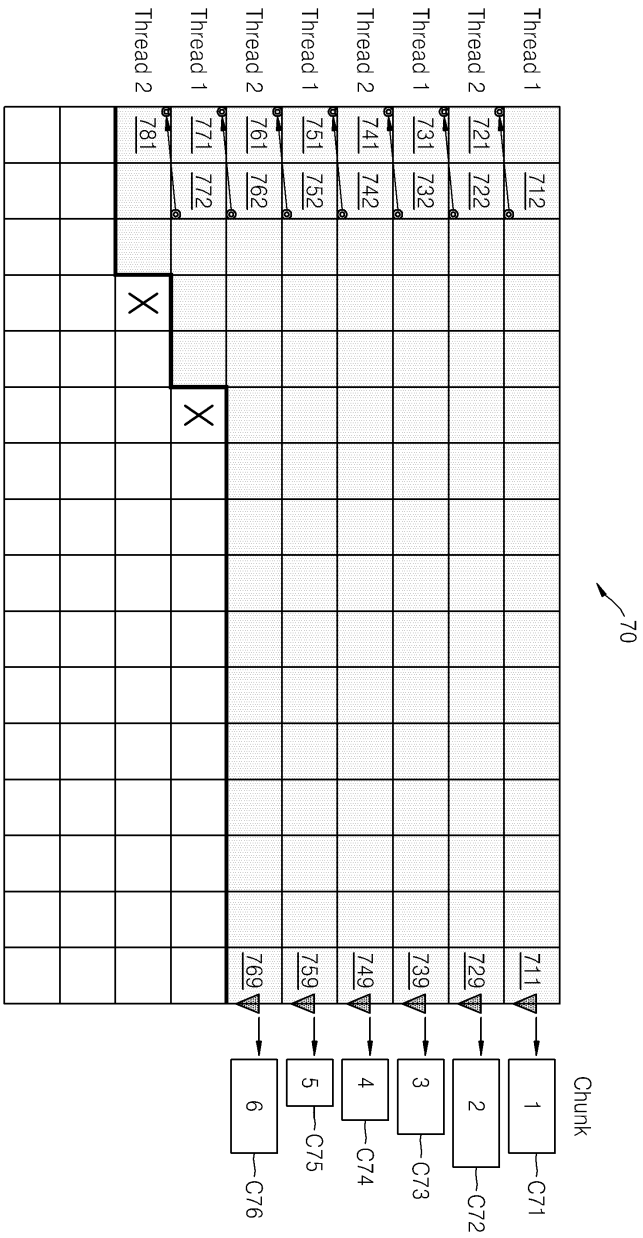 70
Chunk
Thread 1 712 711 1 C71
Thread 2 721 722 729 2 C72
Thread 1 731 732 739 3 C73
Thread 2 741 742 749 4 C74
Thread 1 751 752 759 5 C75
Thread 2 761 762 769 6 C76
Thread 1 771 772 X
Thread 2 781 X